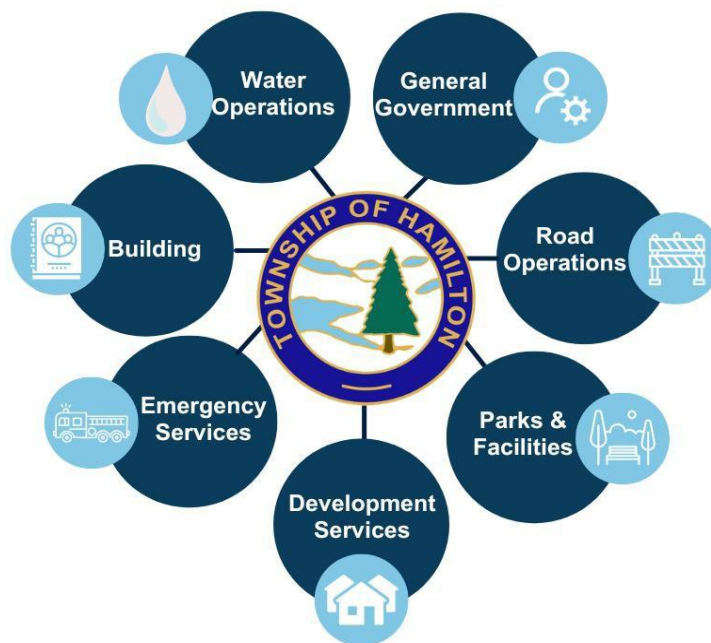 Water
Operations
General
Government
Building
TOWNSHIP OF HAMILTON
Road
Operations
Emergency
Services
Parks &
Facilities
Development
Services